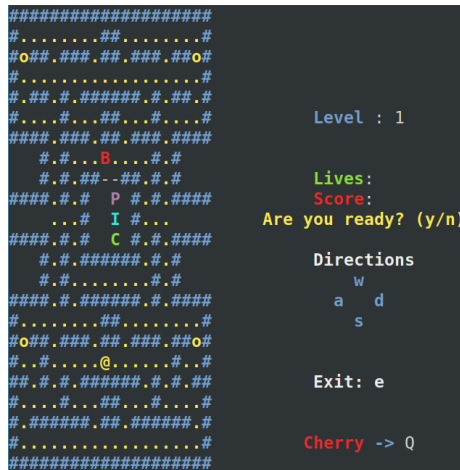 ####################
#........##........#
#o##.###.##.###.##o#
#..................#
#.##.#.######.#.##.#
#....#...##...#....# Level : 1
####.###.##.###.####
#.#...B....#.#
#.#.##--##.#.# Lives:
####.#.# P #.#.#### Score:
...# I #... Are you ready? (y/n)
####.#.# C #.#.####
#.#.######.#.# Directions
#.#........#.# w
####.#.######.#.#### a d
#........##........# s
#o##.###.##.###.##o#
#..#.....@......#..#
##.#.#.######.#.#.## Exit: e
#....#...##...#....#
#.######.##.######.#
#..................# Cherry -> Q
####################